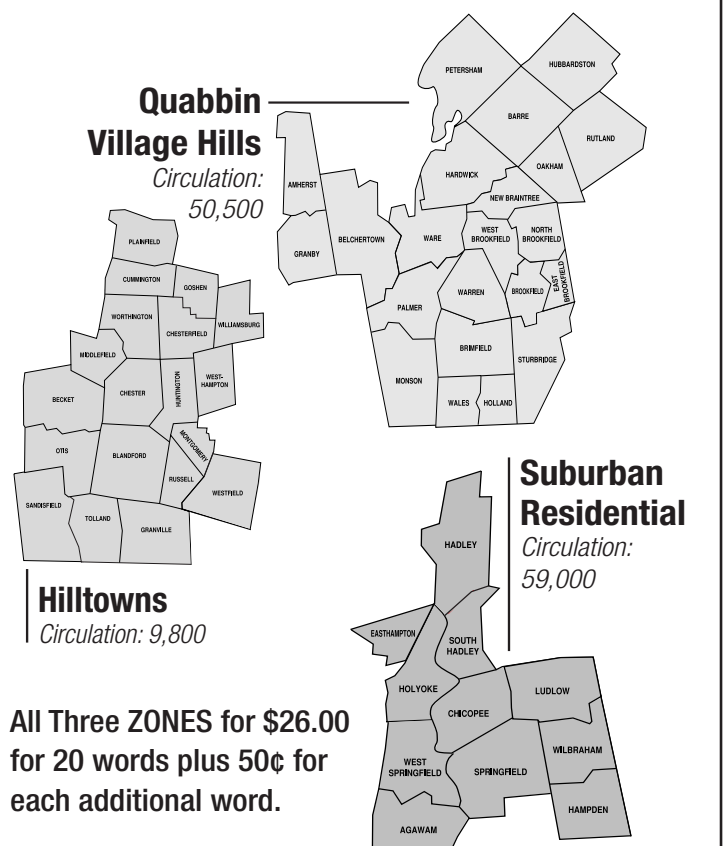 Quabbin
Village Hills
Circulation:
50,500
PETERSHAM
HUBBARDSTON
BARRE
RUTLAND
OAKHAM
HARDWICK
NEW BRAINTREE
AMHERST
BELCHERTOWN
GRANBY
WARE
WEST
BROOKFIELD
NORTH
BROOKFIELD
EAST
BROOKFIELD
BROOKFIELD
WARREN
PALMER
BRIMFIELD
STURBRIDGE
MONSON
WALES
HOLLAND
PLAINFIELD
CUMMINGTON
GOSHEN
WORTHINGTON
CHESTERFIELD
WILLIAMSBURG
MIDDLEFIELD
WEST-
HAMPTON
HUNTINGTON
CHESTER
BECKET
MONTGOMERY
OTIS
BLANDFORD
RUSSELL
WESTFIELD
SANDISFIELD
TOLLAND
GRANVILLE
Hilltowns
Circulation: 9,800
Suburban
Residential
Circulation:
59,000
HADLEY
EASTHAMPTON
SOUTH
HADLEY
HOLYOKE
CHICOPEE
LUDLOW
WEST
SPRINGFIELD
SPRINGFIELD
WILBRAHAM
HAMPDEN
AGAWAM
All Three ZONES for $26.00
for 20 words plus 50¢ for
each additional word.